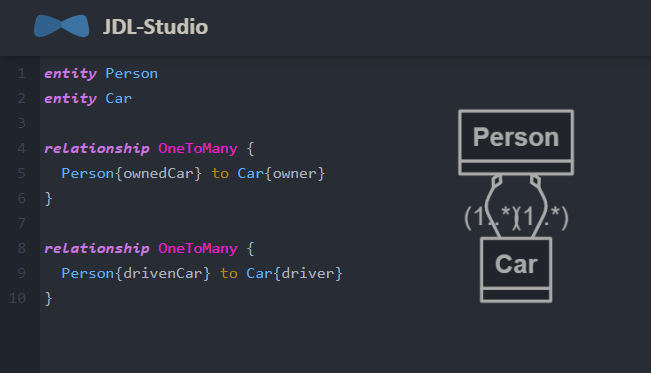 JDL-Studio
1 entity Person
2 entity Car
3
4 relationship OneToMany {
5   Person{ownedCar} to Car{owner}
6 }
7
8 relationship OneToMany {
9   Person{drivenCar} to Car{driver}
10 }
Person
(1..*)(1..*)
Car